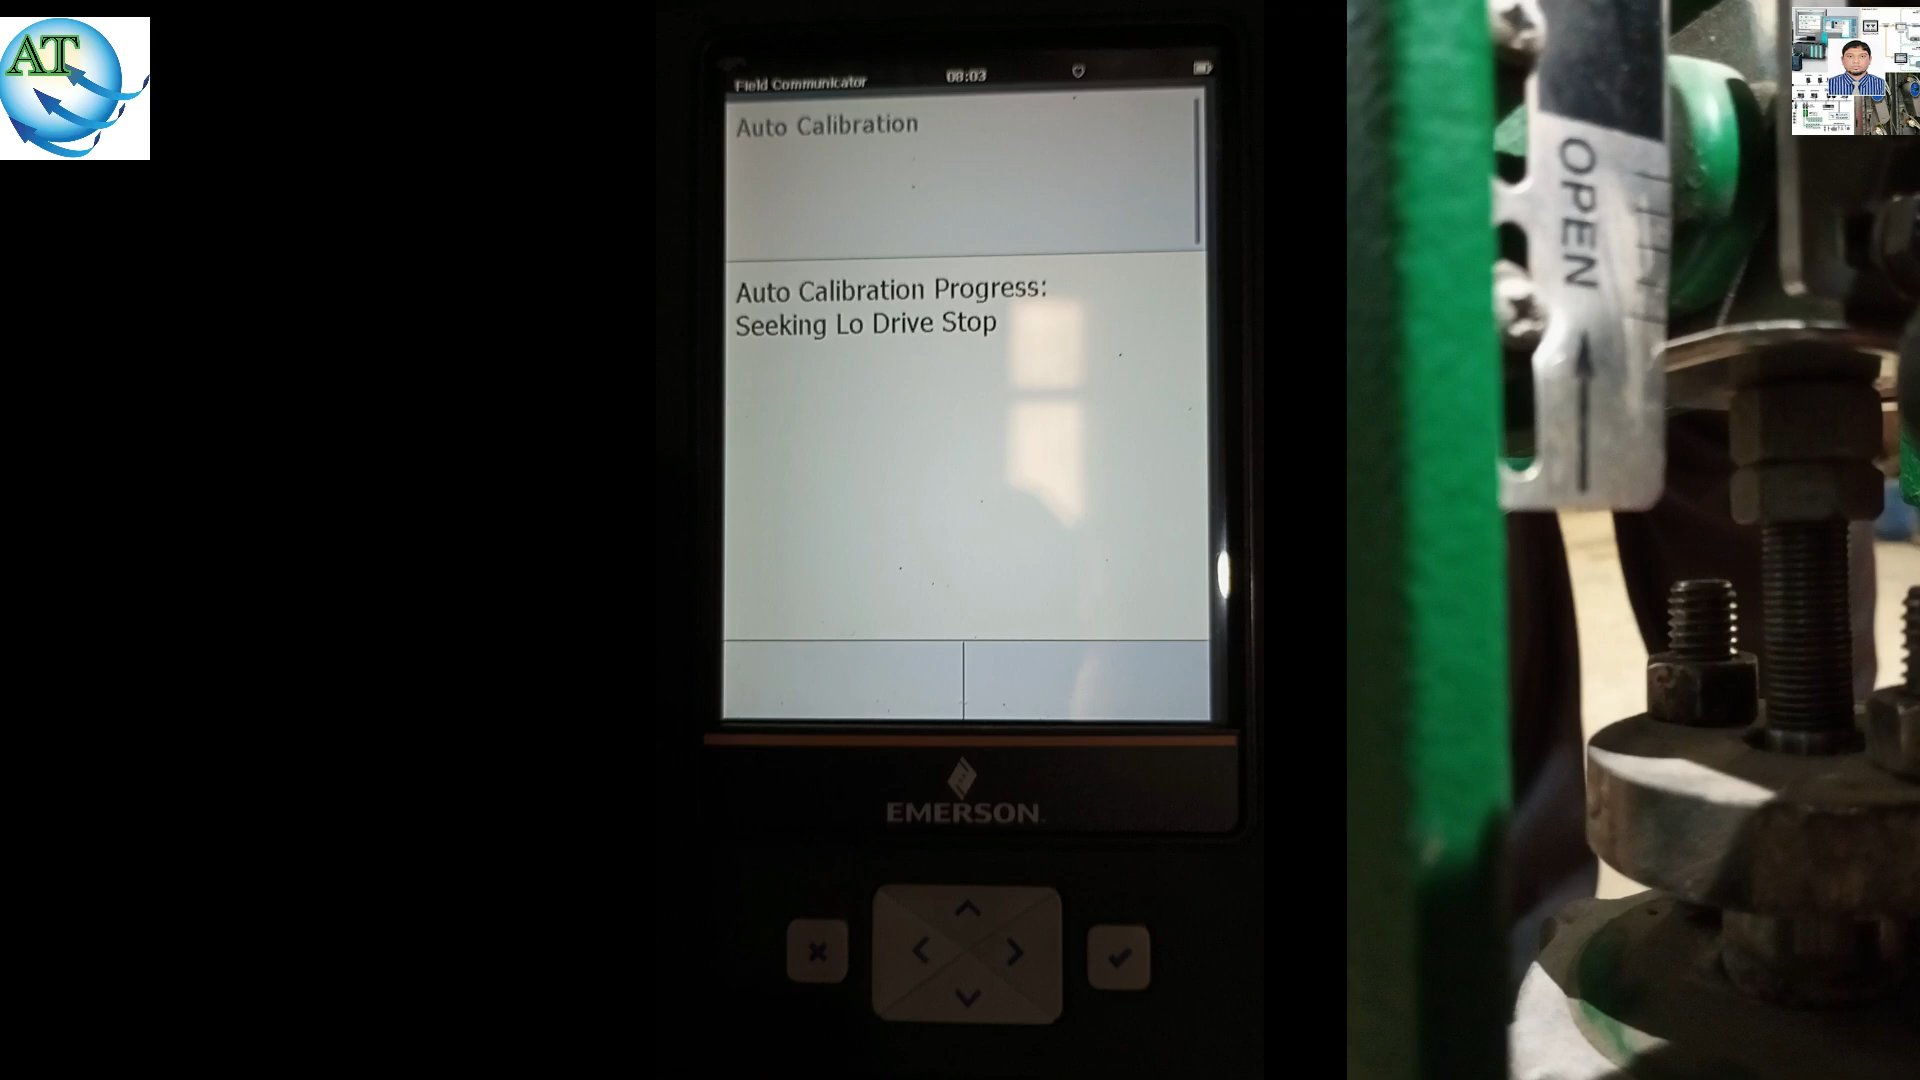 AT
Field Communicator 08:03
Auto Calibration
Auto Calibration Progress:
Seeking Lo Drive Stop
EMERSON
OPEN